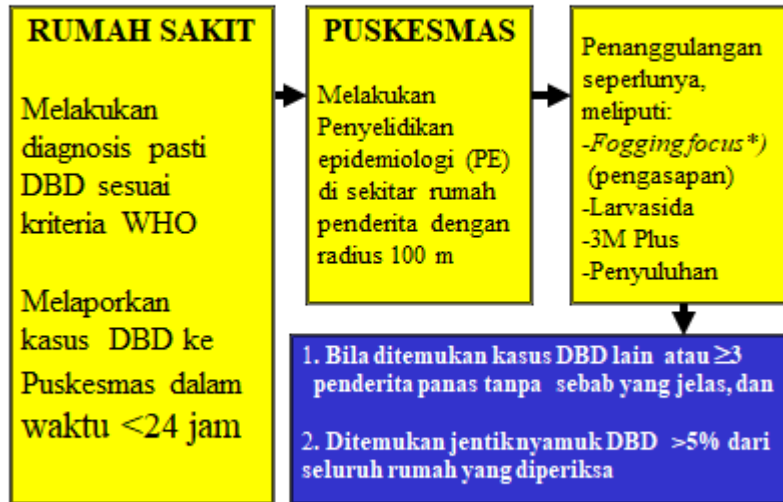 RUMAH SAKIT
Melakukan
diagnosis pasti
DBD sesuai
kriteria WHO
Melaporkan
kasus DBD ke
Puskesmas dalam
waktu <24 jam
PUSKESMAS
Melakukan
Penyelidikan
epidemiologi (PE)
di sekitar rumah
penderita dengan
radius 100 m
Penanggulangan
seperlunya,
meliputi:
-Fogging focus*)
(pengasapan)
-Larvasida
-3M Plus
-Penyuluhan
1. Bila ditemukan kasus DBD lain atau ≥3
penderita panas tanpa sebab yang jelas, dan
2. Ditemukan jentiknyamuk DBD >5% dari
seluruh rumah yang diperiksa